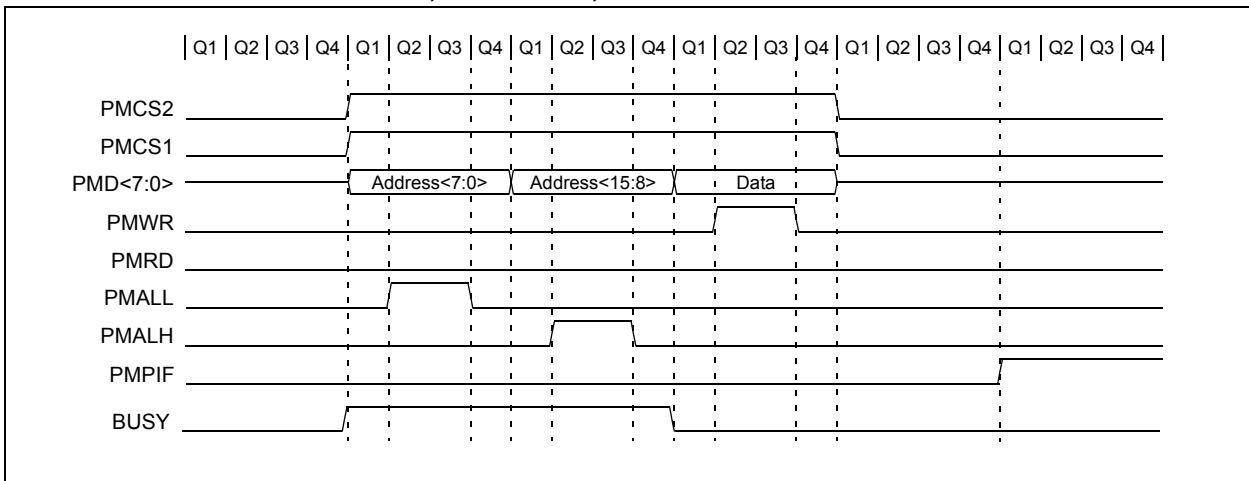 Q1 Q2 Q3 Q4 Q1 Q2 Q3 Q4 Q1 Q2 Q3 Q4 Q1 Q2 Q3 Q4 Q1 Q2 Q3 Q4 Q1 Q2 Q3 Q4
PMCS2
PMCS1
PMD<7:0> Address<7:0> Address<15:8> Data
PMWR
PMRD
PMALL
PMALH
PMPIF
BUSY